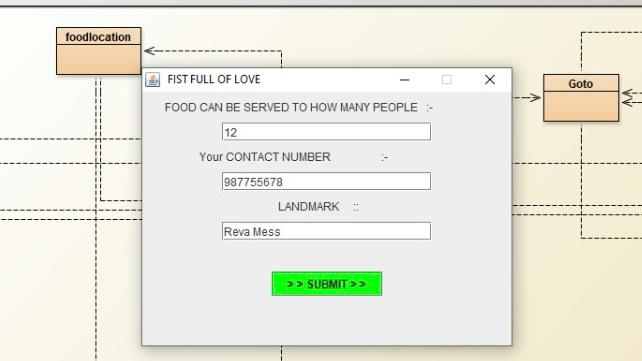 foodlocation
FIST FULL OF LOVE
Goto
FOOD CAN BE SERVED TO HOW MANY PEOPLE :-
12
Your CONTACT NUMBER :-
987755678
LANDMARK ::
Reva Mess
> > SUBMIT > >